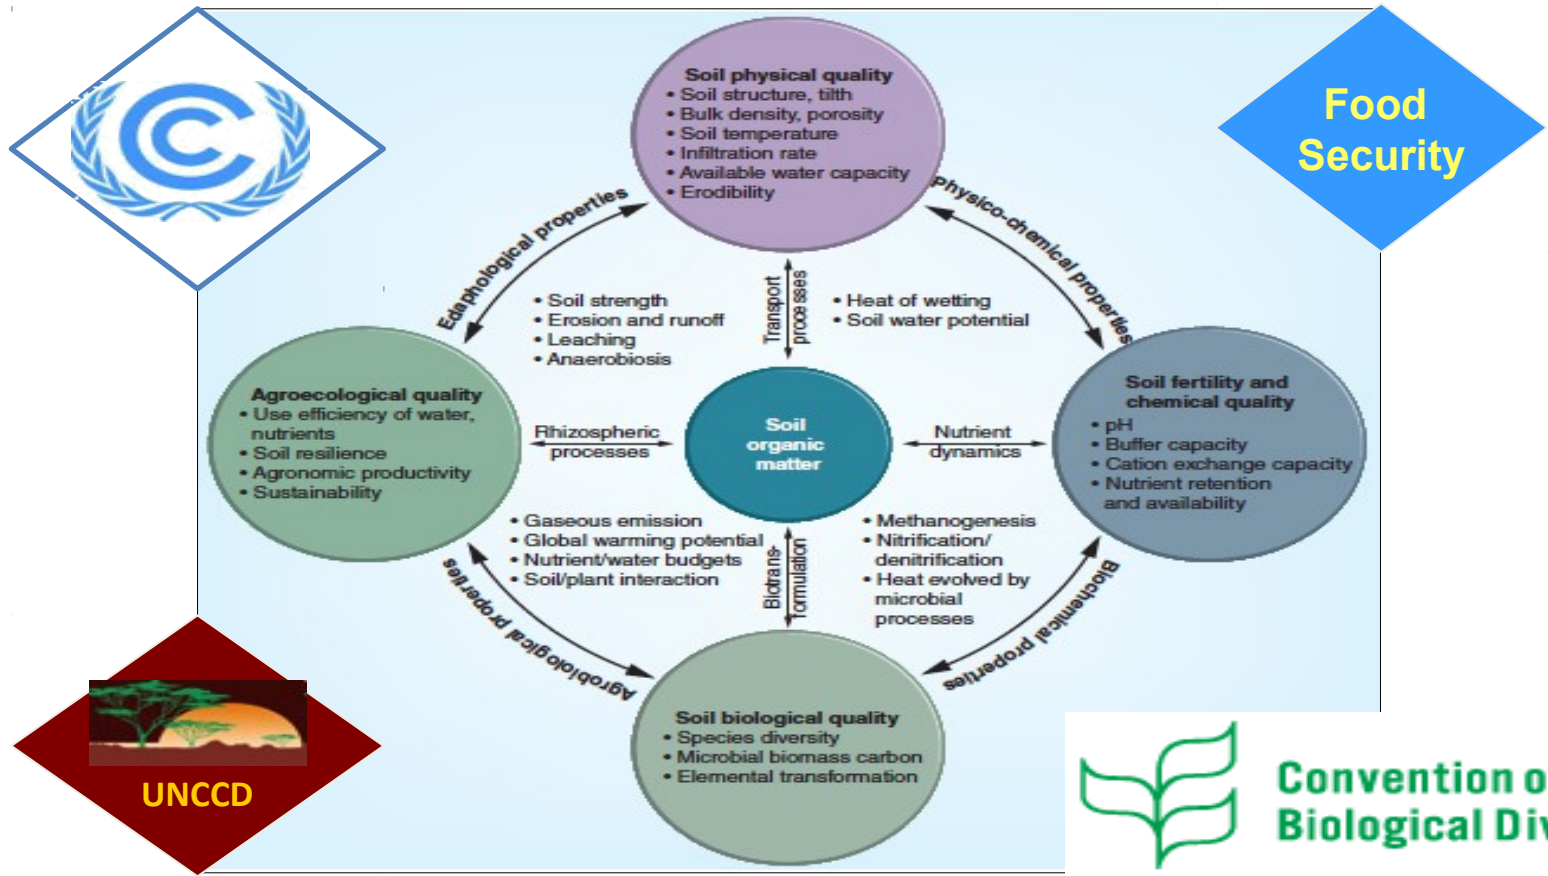 Soil physical quality
• Soil structure, tilth
• Bulk density, porosity
• Soil temperature
• Infiltration rate
• Available water capacity
• Erodibility
Food
Security
Edaphological properties
Physico-chemical properties
• Soil strength
• Erosion and runoff
• Leaching
• Anaerobiosis
Transport
processes
• Heat of wetting
• Soil water potential
Agroecological quality
• Use efficiency of water,
nutrients
• Soil resilience
• Agronomic productivity
• Sustainability
Rhizospheric
processes
Soil
organic
matter
Nutrient
dynamics
Soil fertility and
chemical quality
• pH
• Buffer capacity
• Cation exchange capacity
• Nutrient retention
and availability
• Gaseous emission
• Global warming potential
• Nutrient/water budgets
• Soil/plant interaction
Biotrans-
formulation
• Methanogenesis
• Nitrification/
denitrification
• Heat evolved by
microbial
processes
Agrobiological properties
Biochemical properties
Soil biological quality
• Species diversity
• Microbial biomass carbon
• Elemental transformation
UNCCD
Convention o
Biological Div